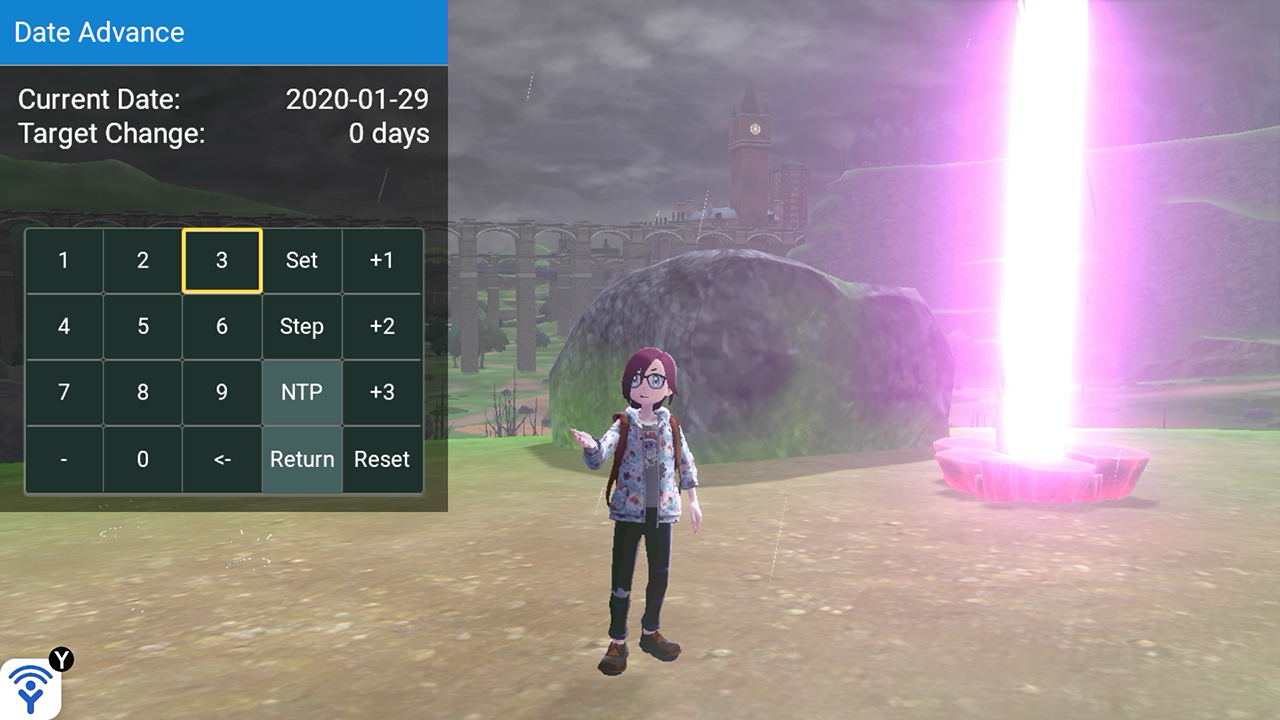 Date Advance
Current Date: 2020-01-29
Target Change: 0 days
1 2 3 Set +1
4 5 6 Step +2
7 8 9 NTP +3
- 0 <- Return Reset
Y